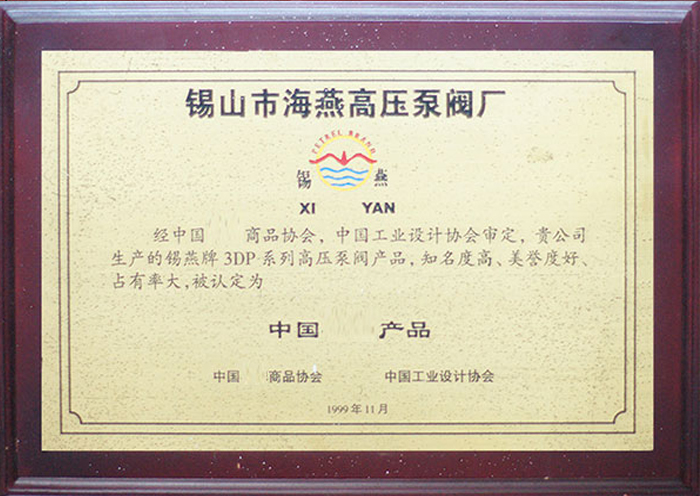 锡山市海燕高压泵阀厂
PETREL BRAND
锡 燕
XI YAN
经中国 商品协会，中国工业设计协会审定，贵公司
生产的锡燕牌3DP系列高压泵阀产品，知名度高、美誉度好、
占有率大，被认定为
中国 产品
中国 商品协会 中国工业设计协会
1999年11月